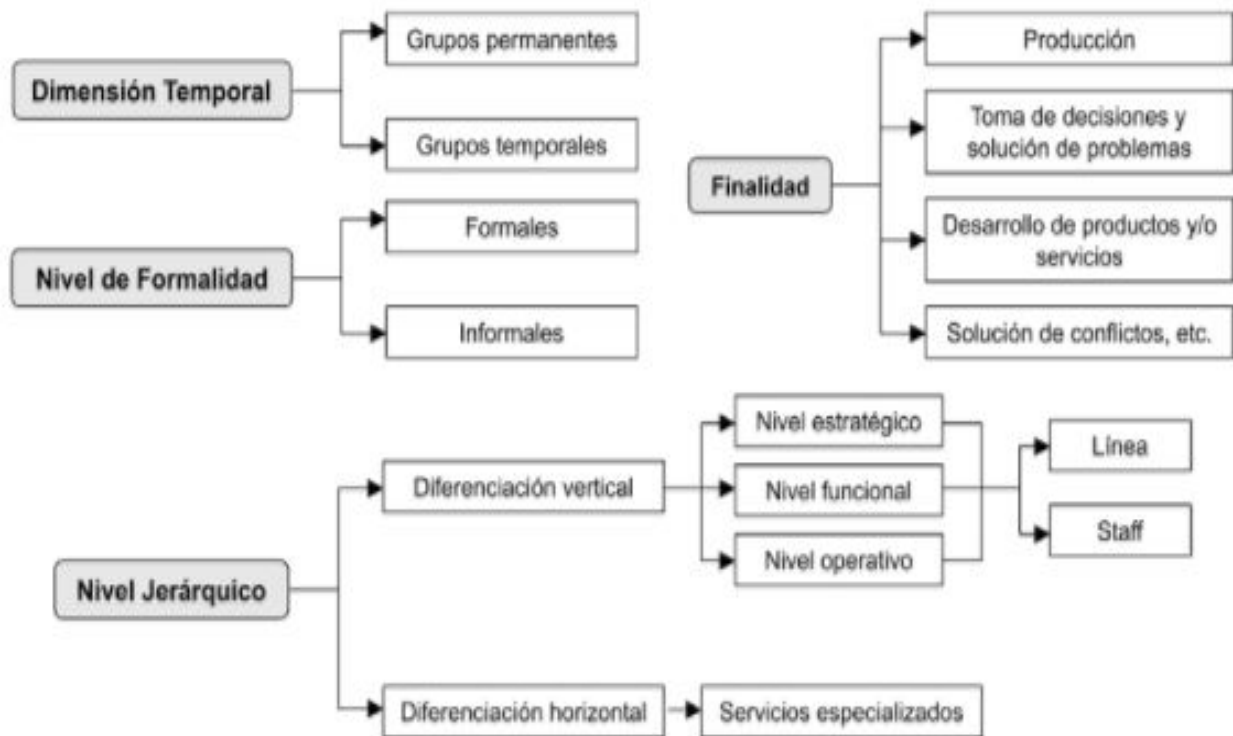 Dimensión Temporal
Grupos permanentes
Grupos temporales
Nivel de Formalidad
Formales
Informales
Finalidad
Producción
Toma de decisiones y
solución de problemas
Desarrollo de productos y/o
servicios
Solución de conflictos, etc.
Nivel Jerárquico
Diferenciación vertical
Nivel estratégico
Nivel funcional
Nivel operativo
Línea
Staff
Diferenciación horizontal
Servicios especializados